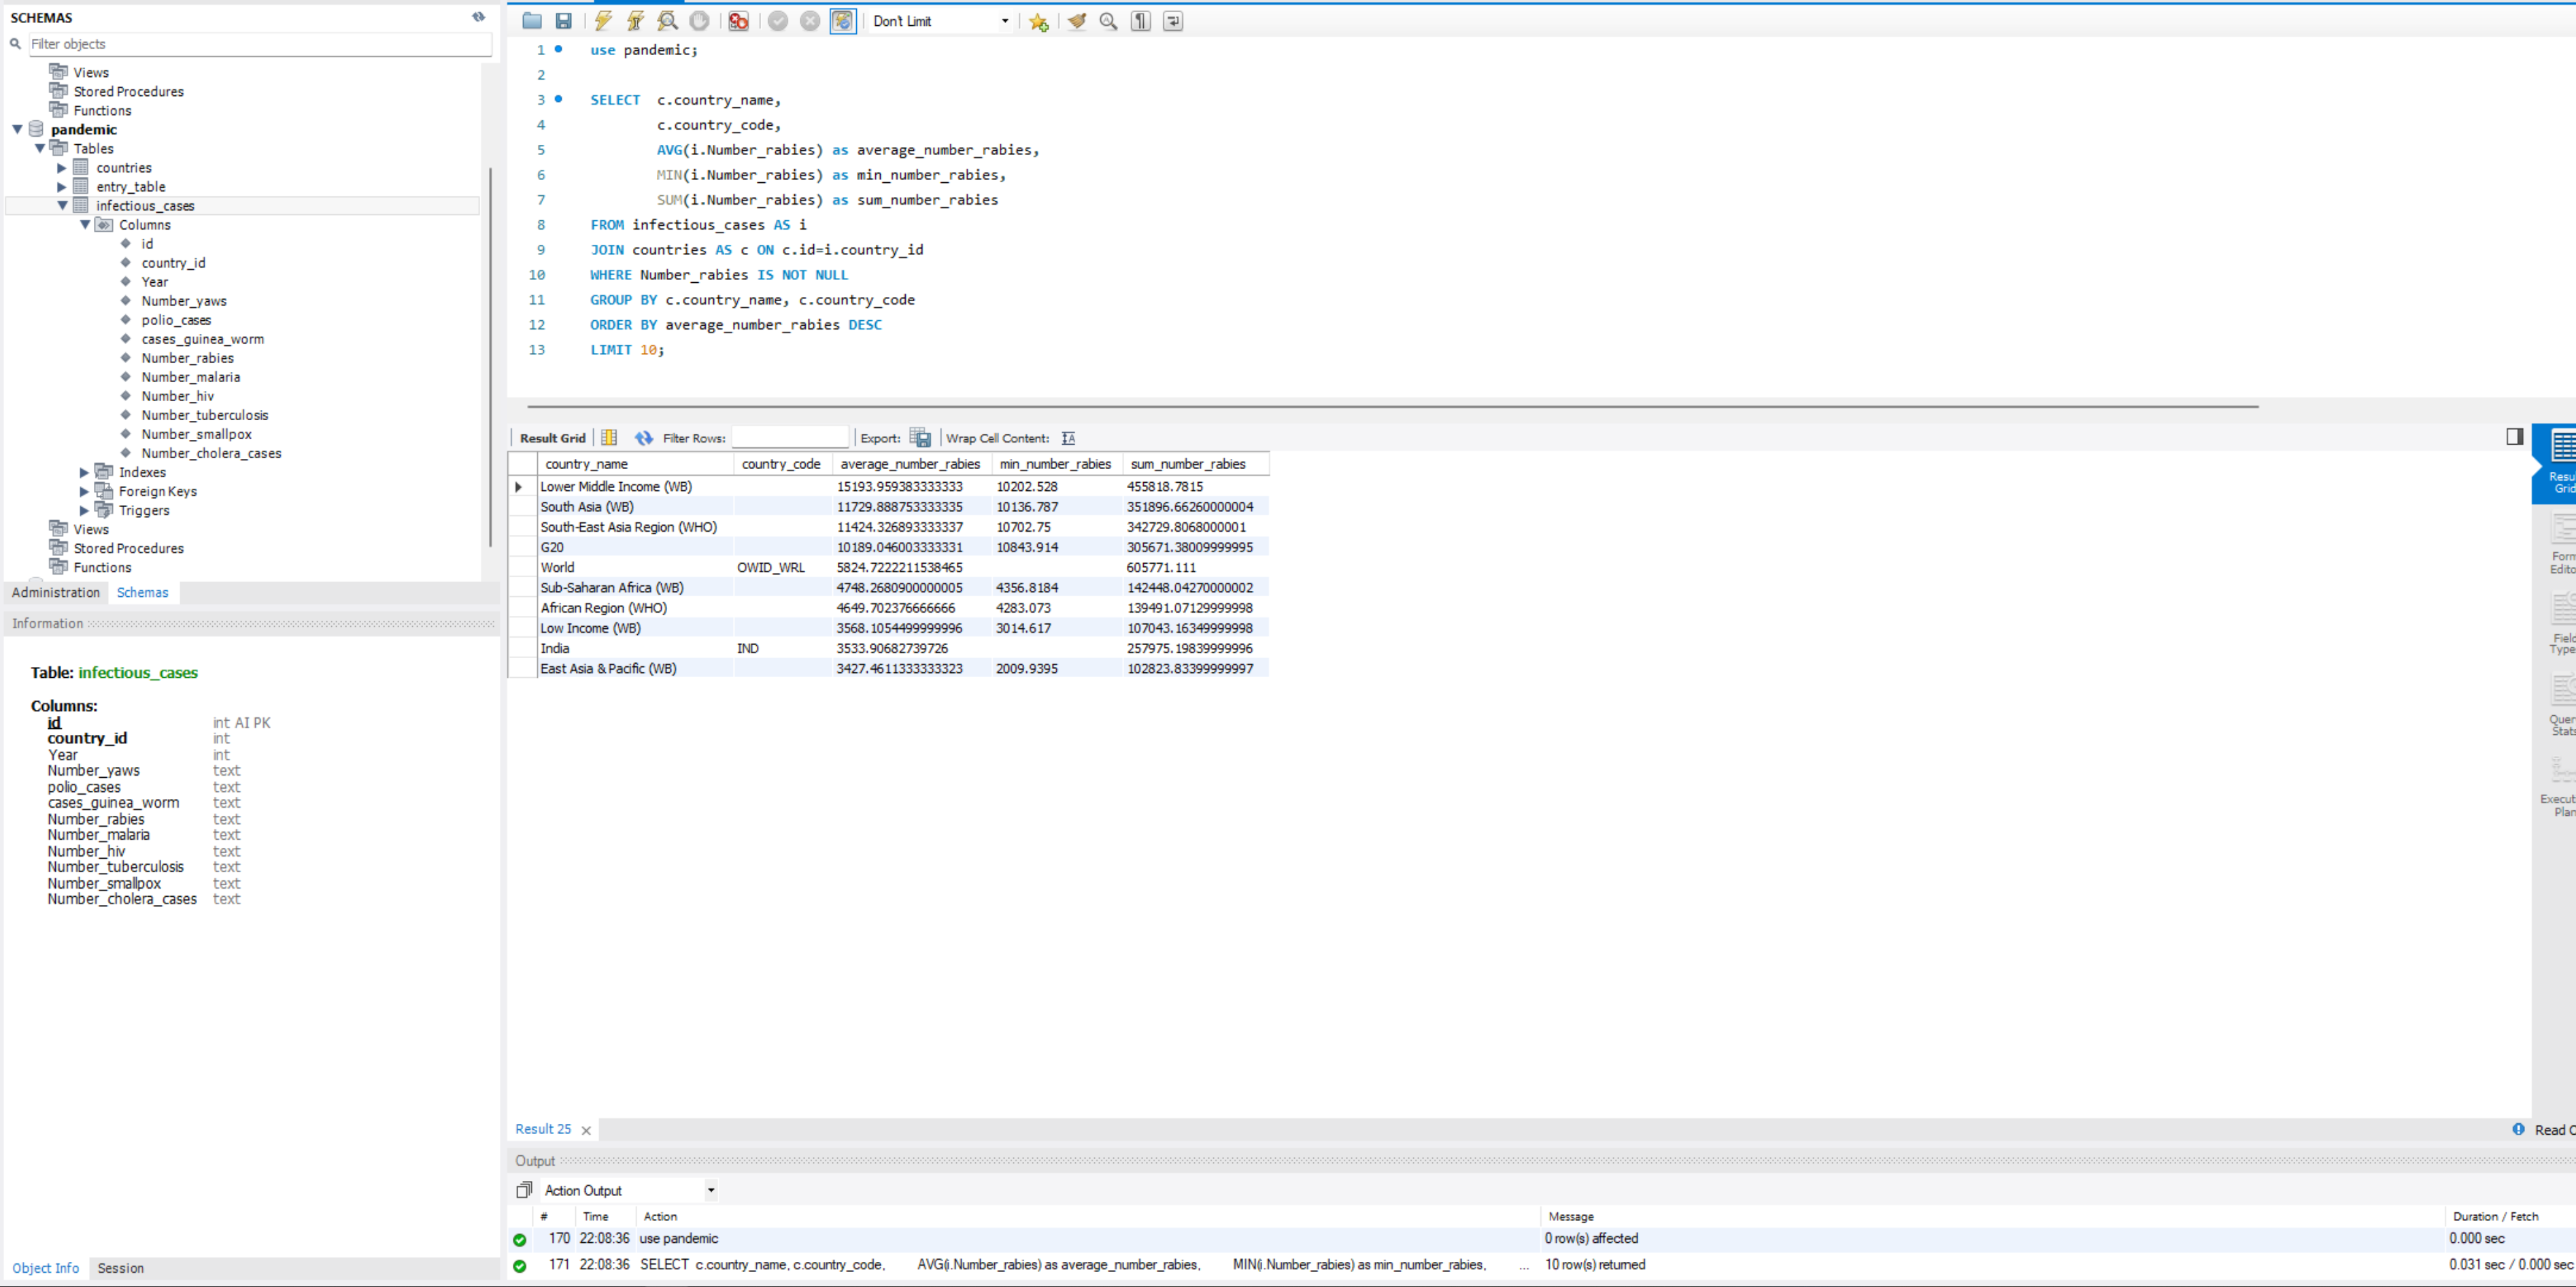 SCHEMAS
Filter objects
Views
Stored Procedures
Functions
pandemic
Tables
countries
entry_table
infectious_cases
Columns
id
country_id
Year
Number_yaws
polio_cases
cases_guinea_worm
Number_rabies
Number_malaria
Number_hiv
Number_tuberculosis
Number_smallpox
Number_cholera_cases
Indexes
Foreign Keys
Triggers
Views
Stored Procedures
Functions
Administration Schemas
Information
Table: infectious_cases
Columns:
id int AI PK
country_id int
Year int
Number_yaws text
polio_cases text
cases_guinea_worm text
Number_rabies text
Number_malaria text
Number_hiv text
Number_tuberculosis text
Number_smallpox text
Number_cholera_cases text
Object Info Session
Don't Limit
1 use pandemic;
2
3 SELECT c.country_name,
4 c.country_code,
5 AVG(i.Number_rabies) as average_number_rabies,
6 MIN(i.Number_rabies) as min_number_rabies,
7 SUM(i.Number_rabies) as sum_number_rabies
8 FROM infectious_cases AS i
9 JOIN countries AS c ON c.id=i.country_id
10 WHERE Number_rabies IS NOT NULL
11 GROUP BY c.country_name, c.country_code
12 ORDER BY average_number_rabies DESC
13 LIMIT 10;
Result Grid Filter Rows: Export: Wrap Cell Content:
country_name country_code average_number_rabies min_number_rabies sum_number_rabies
Lower Middle Income (WB) 15193.959383333333 10202.528 455818.7815
South Asia (WB) 11729.888753333335 10136.787 351896.66260000004
South-East Asia Region (WHO) 11424.326893333337 10702.75 342729.8068000001
G20 10189.046003333331 10843.914 305671.38009999995
World OWID_WRL 5824.7222211538465 605771.111
Sub-Saharan Africa (WB) 4748.2680900000005 4356.8184 142448.04270000002
African Region (WHO) 4649.702376666666 4283.073 139491.07129999998
Low Income (WB) 3568.1054499999996 3014.617 107043.16349999998
India IND 3533.90682739726 257975.19839999996
East Asia & Pacific (WB) 3427.4611333333323 2009.9395 102823.83399999997
Resu
Grid
Form
Edito
Field
Type
Quer
Stats
Execut
Plan
Result 25
Read O
Output
Action Output
# Time Action Message Duration / Fetch
170 22:08:36 use pandemic 0 row(s) affected 0.000 sec
171 22:08:36 SELECT c.country_name, c.country_code, AVG(i.Number_rabies) as average_number_rabies, MIN(i.Number_rabies) as min_number_rabies, ... 10 row(s) returned 0.031 sec / 0.000 sec